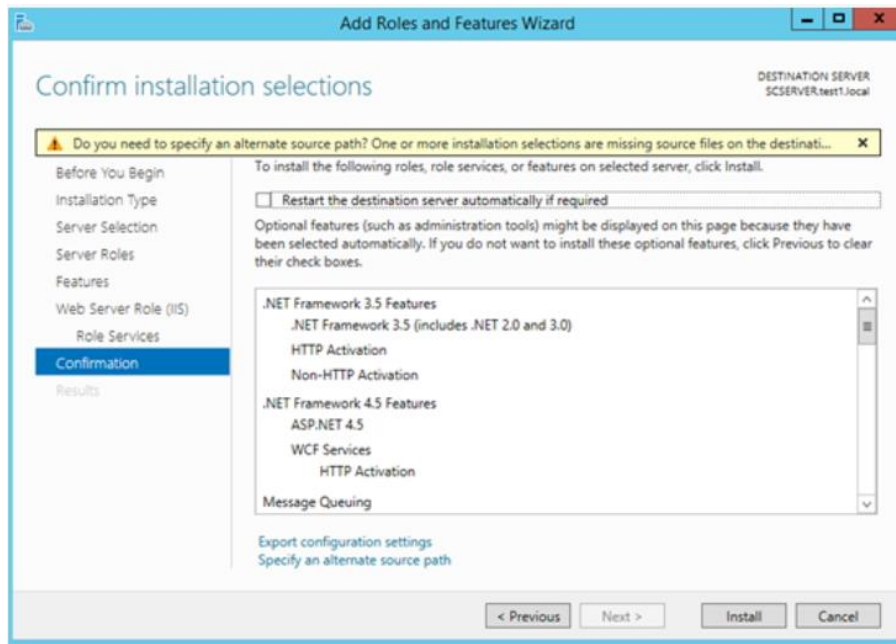 Add Roles and Features Wizard
Confirm installation selections
DESTINATION SERVER
SCSERVER.test1.local
Do you need to specify an alternate source path? One or more installation selections are missing source files on the destinati...
Before You Begin
Installation Type
Server Selection
Server Roles
Features
Web Server Role (IIS)
Role Services
Confirmation
Results
To install the following roles, role services, or features on selected server, click Install.
Restart the destination server automatically if required
Optional features (such as administration tools) might be displayed on this page because they have
been selected automatically. If you do not want to install these optional features, click Previous to clear
their check boxes.
.NET Framework 3.5 Features
.NET Framework 3.5 (includes .NET 2.0 and 3.0)
HTTP Activation
Non-HTTP Activation
.NET Framework 4.5 Features
ASP.NET 4.5
WCF Services
HTTP Activation
Message Queuing
Export configuration settings
Specify an alternate source path
< Previous
Next >
Install
Cancel